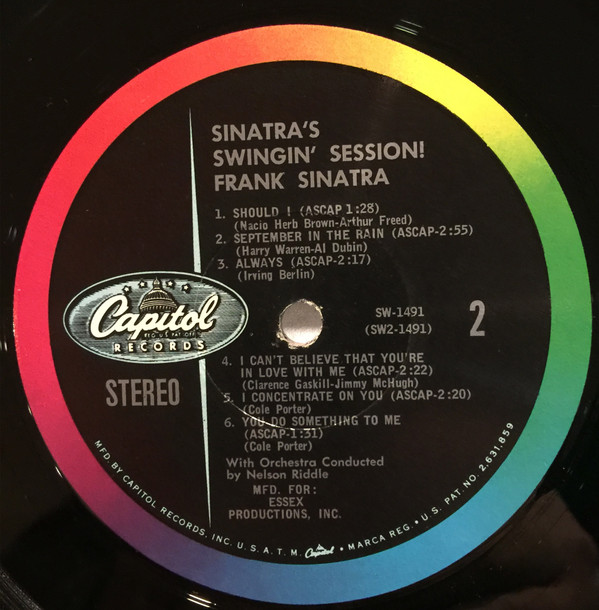 SINATRA'S
SWINGIN' SESSION!
FRANK SINATRA
1. SHOULD I (ASCAP 1:28)
(Nacio Herb Brown-Arthur Freed)
2. SEPTEMBER IN THE RAIN (ASCAP-2:55)
(Harry Warren-Al Dubin)
3. ALWAYS (ASCAP-2:17)
(Irving Berlin)
Capitol
REG. U.S. PAT. OFF.
RECORDS
STEREO
SW-1491
(SW2-1491)
2
4. I CAN'T BELIEVE THAT YOU'RE
IN LOVE WITH ME (ASCAP-2:22)
(Clarence Gaskill-Jimmy McHugh)
5. I CONCENTRATE ON YOU (ASCAP-2:20)
(Cole Porter)
6. YOU DO SOMETHING TO ME
(ASCAP-1:31)
(Cole Porter)
With Orchestra Conducted
by Nelson Riddle
MFD. FOR:
ESSEX
PRODUCTIONS, INC.
MFD. BY CAPITOL RECORDS, INC. U.S.A. T.M. Capitol • MARCA REG. • U.S. PAT. NO. 2,631,859